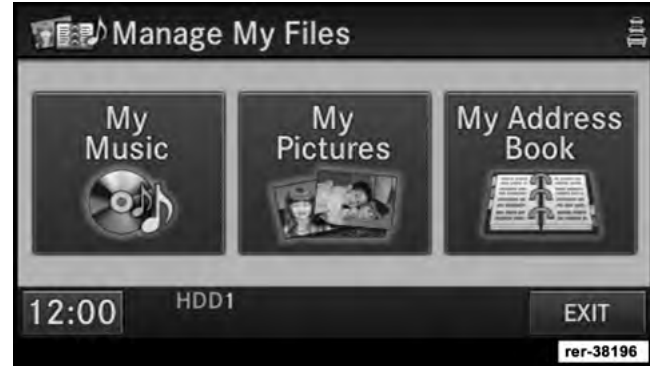 Manage My Files
My
Music
My
Pictures
My Address
Book
12:00
HDD1
EXIT
rer-38196